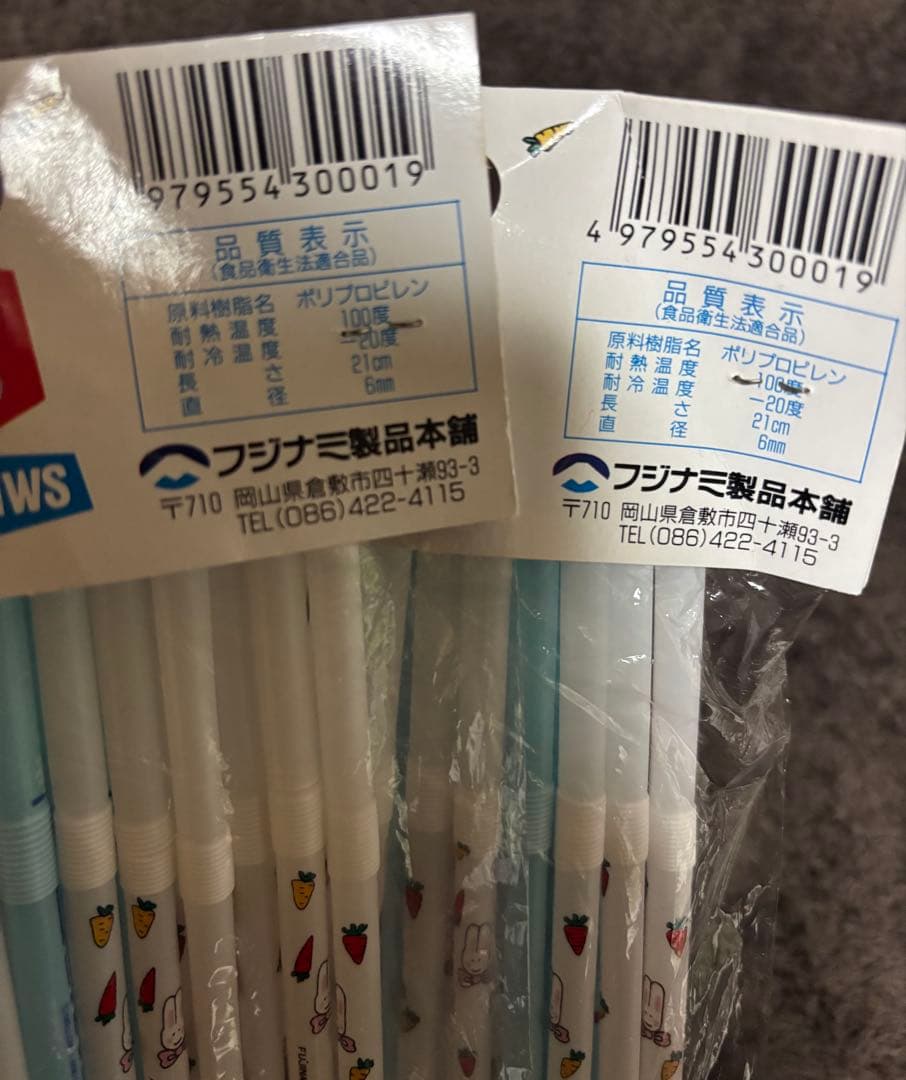 979554 300019
品質表示
(食品衛生法適合品)
原料樹脂名 ポリプロピレン
耐熱温度 100度
耐冷温度 −20度
長さ 21cm
直径 6mm
フジナミ製品本舗
〒710 岡山県倉敷市四十瀬93-3
TEL(086)422-4115
4 979554 300019
品質表示
(食品衛生法適合品)
原料樹脂名 ポリプロピレン
耐熱温度 100度
耐冷温度 −20度
長さ 21cm
直径 6mm
フジナミ製品本舗
〒710 岡山県倉敷市四十瀬93-3
TEL(086)422-4115